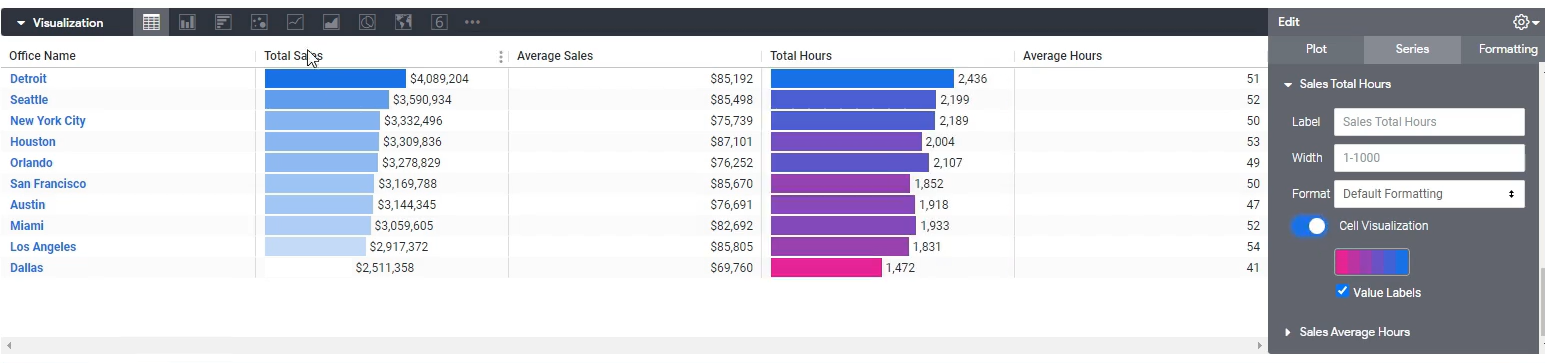 Visualization
6
Edit
Plot Series Formatting
Office Name Total Sales Average Sales Total Hours Average Hours
Detroit $4,089,204 $85,192 2,436 51
Seattle $3,590,934 $85,498 2,199 52
New York City $3,332,496 $75,739 2,189 50
Houston $3,309,836 $87,101 2,004 53
Orlando $3,278,829 $76,252 2,107 49
San Francisco $3,169,788 $85,670 1,852 50
Austin $3,144,345 $76,691 1,918 47
Miami $3,059,605 $82,692 1,933 52
Los Angeles $2,917,372 $85,805 1,831 54
Dallas $2,511,358 $69,760 1,472 41
Sales Total Hours
Label Sales Total Hours
Width 1-1000
Format Default Formatting
Cell Visualization
Value Labels
Sales Average Hours